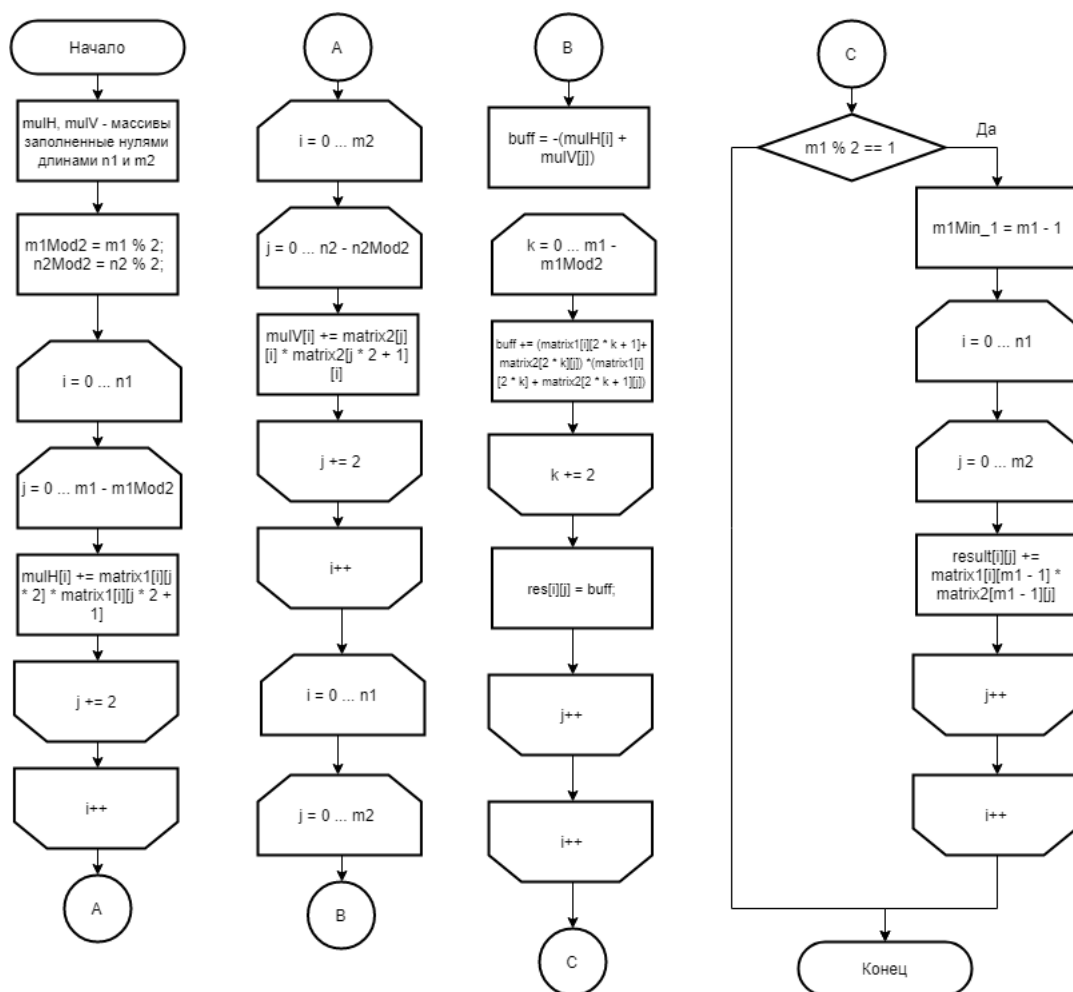 Начало
mulH, mulV - массивы
заполненные нулями
длинами n1 и m2
m1Mod2 = m1 % 2;
n2Mod2 = n2 % 2;
i = 0 ... n1
j = 0 ... m1 - m1Mod2
mulH[i] += matrix1[i][j
* 2] * matrix1[i][j * 2 +
1]
j += 2
i++
A
A
i = 0 ... m2
j = 0 ... n2 - n2Mod2
mulV[i] += matrix2[j]
[i] * matrix2[j * 2 + 1]
[i]
j += 2
i++
i = 0 ... n1
j = 0 ... m2
B
B
buff = -(mulH[i] +
mulV[j])
k = 0 ... m1 -
m1Mod2
buff += (matrix1[i][2 * k + 1]+
matrix2[2 * k][j]) *(matrix1[i]
[2 * k] + matrix2[2 * k + 1][j])
k += 2
res[i][j] = buff;
j++
i++
C
C
m1 % 2 == 1
Да
m1Min_1 = m1 - 1
i = 0 ... n1
j = 0 ... m2
result[i][j] +=
matrix1[i][m1 - 1] *
matrix2[m1 - 1][j]
j++
i++
Конец